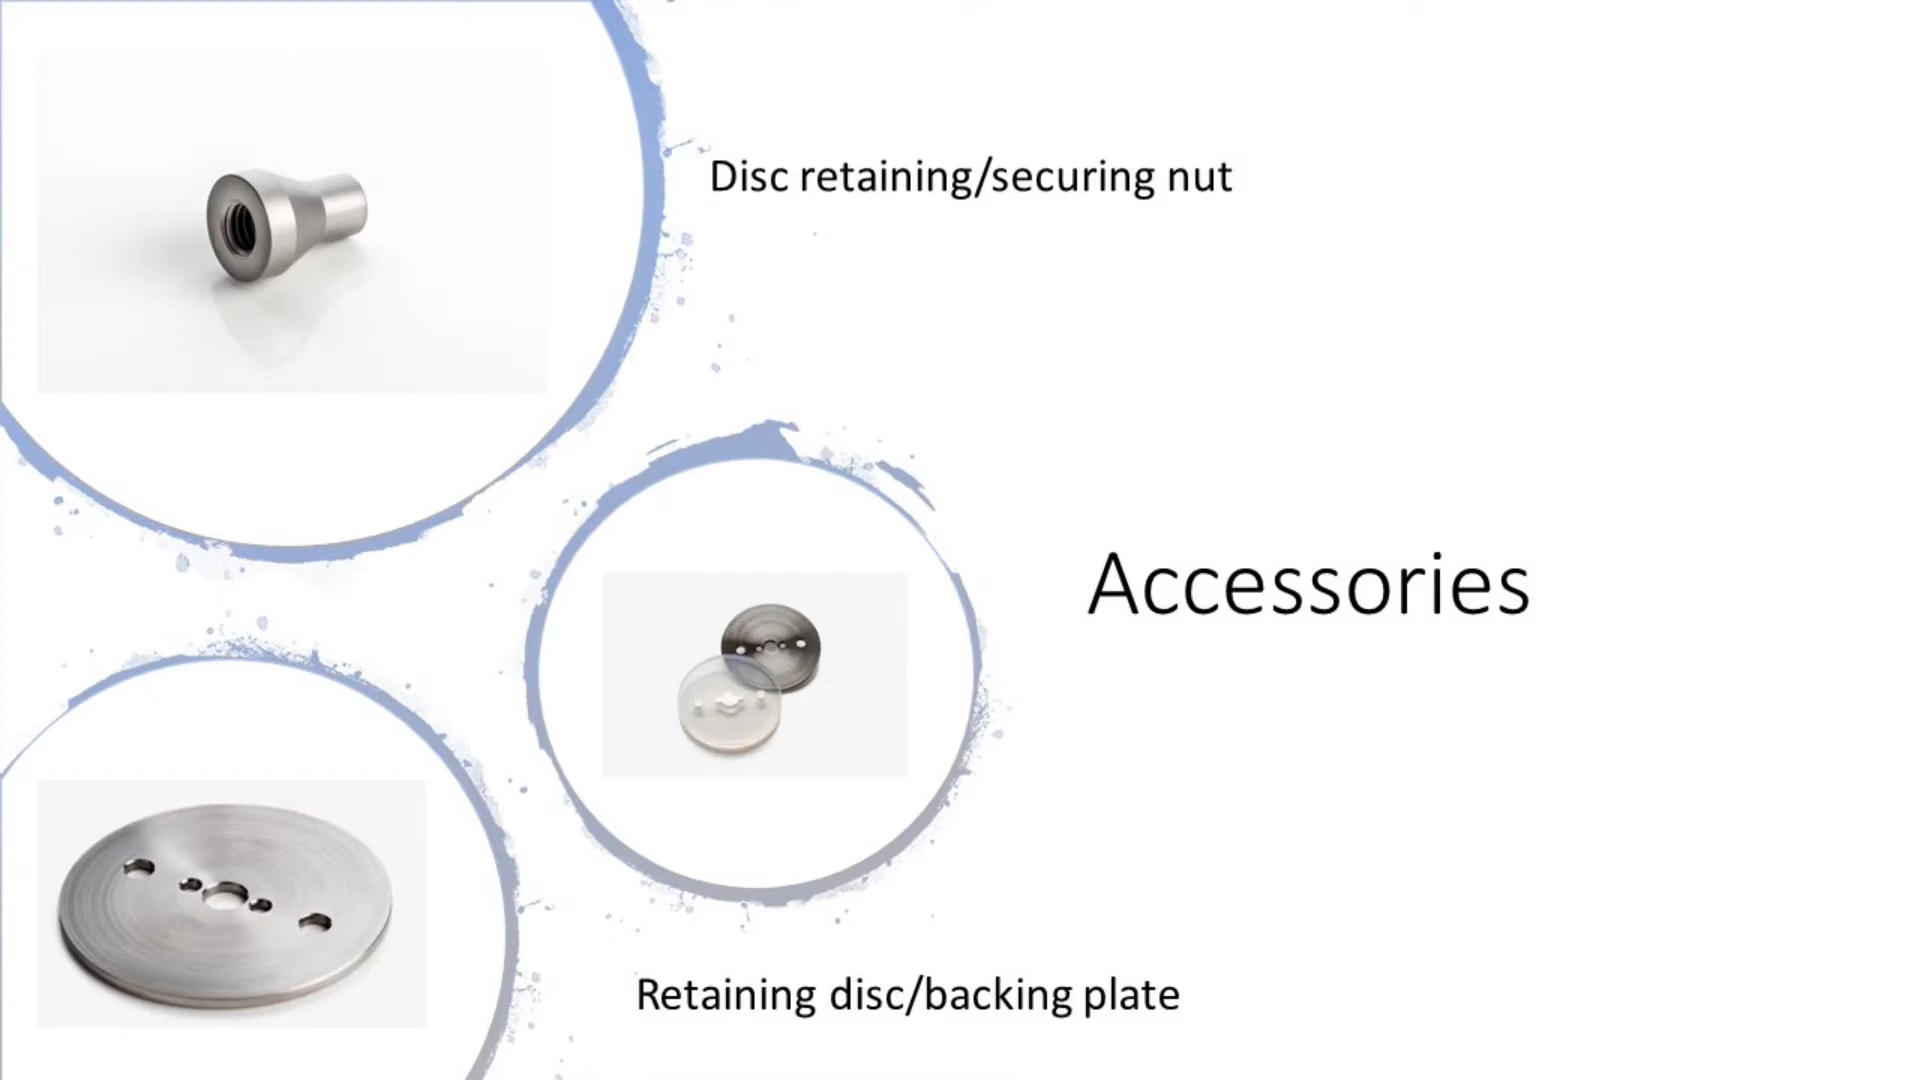 Disc retaining/securing nut
Accessories
Retaining disc/backing plate